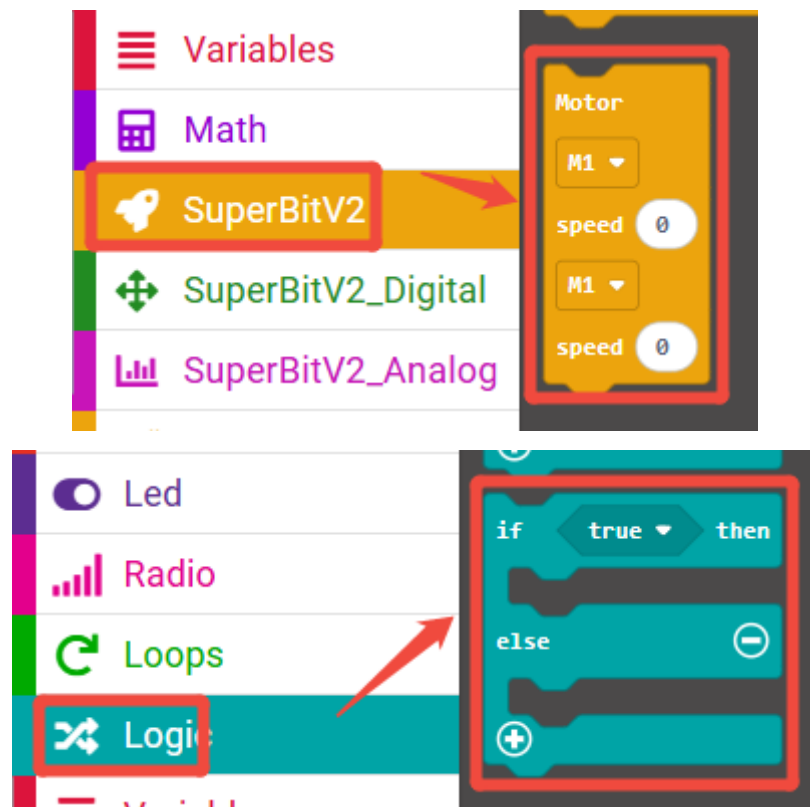 Variables
Math
SuperBitV2
SuperBitV2_Digital
SuperBitV2_Analog
Motor
M1
speed 0
M1
speed 0
Led
Radio
Loops
Logic
if true then
else